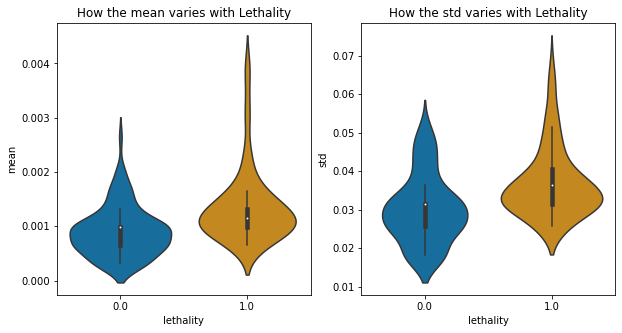 How the mean varies with Lethality
mean
0.004
0.003
0.002
0.001
0.000
0.0 1.0
lethality
How the std varies with Lethality
std
0.07
0.06
0.05
0.04
0.03
0.02
0.01
0.0 1.0
lethality